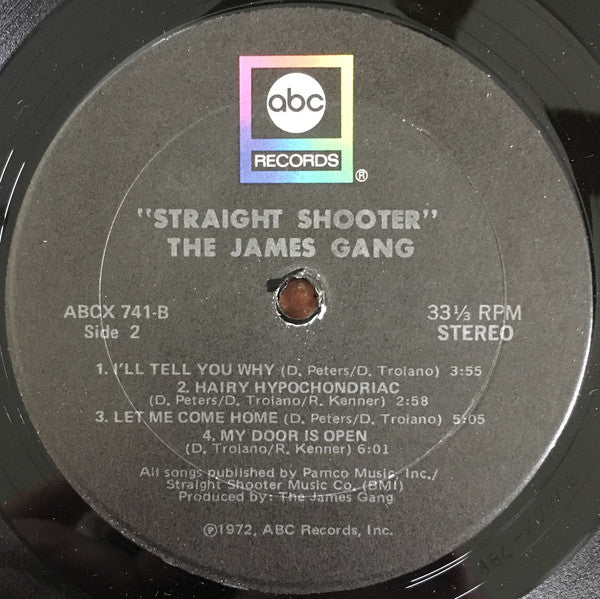 abc
RECORDS
®
"STRAIGHT SHOOTER"
THE JAMES GANG
ABCX 741-B
Side 2
33⅓ RPM
STEREO
1. I'LL TELL YOU WHY (D. Peters/D. Troiano) 3:55
2. HAIRY HYPOCHONDRIAC
(D. Peters/D. Troiano/R. Kenner) 2:58
3. LET ME COME HOME (D. Peters/D. Troiano) 5:05
4. MY DOOR IS OPEN
(D. Troiano/R. Kenner) 6:01
All songs published by Pamco Music, Inc./
Straight Shooter Music Co. (BMI)
Produced by: The James Gang
℗1972, ABC Records, Inc.